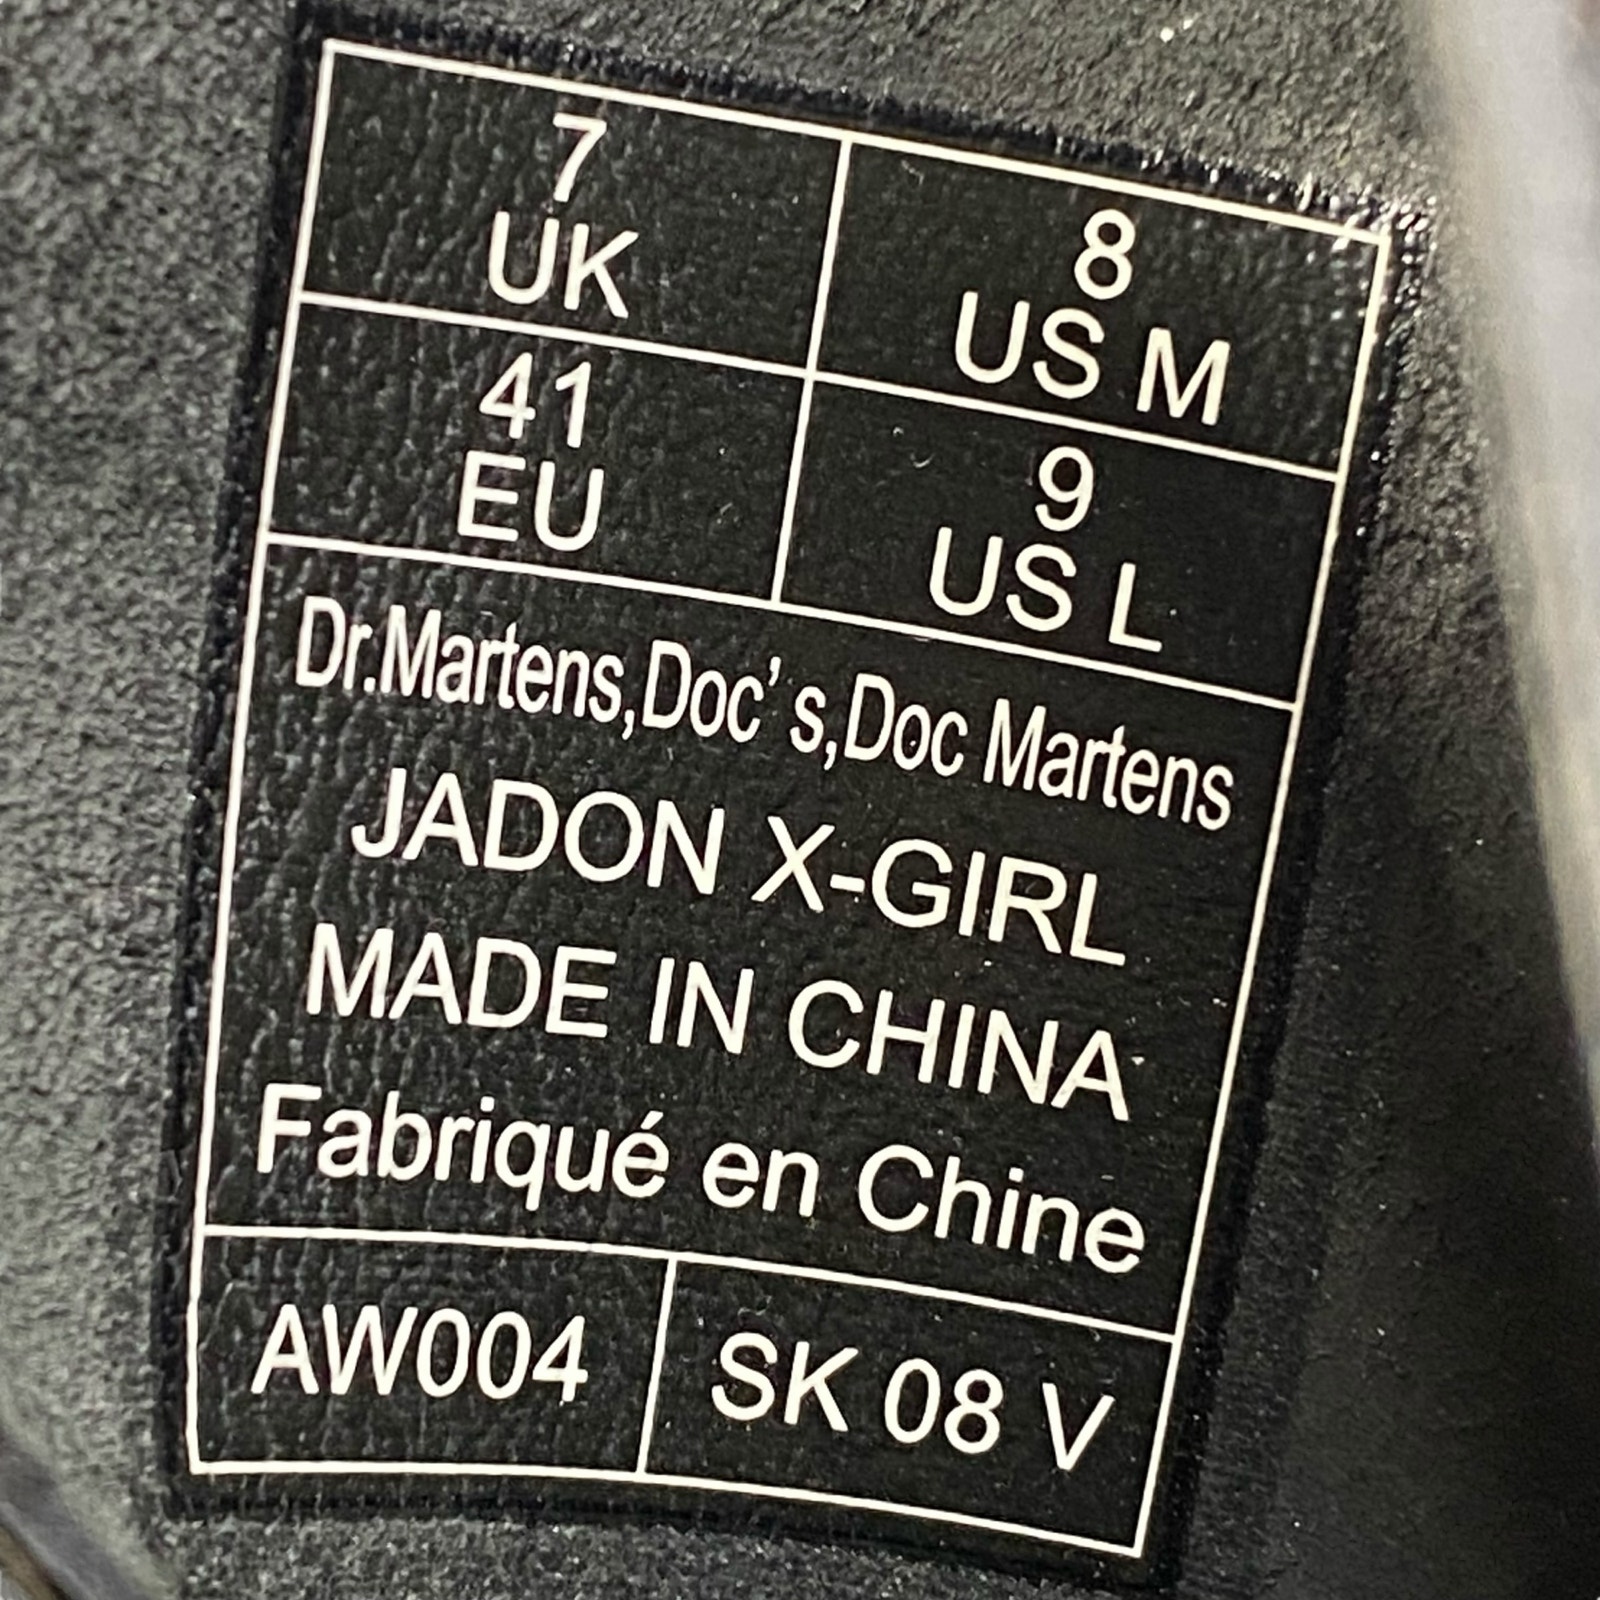 7
UK
8
US M
41
EU
9
US L
Dr.Martens,Doc's,Doc Martens
JADON X-GIRL
MADE IN CHINA
Fabriqué en Chine
AW004
SK 08 V